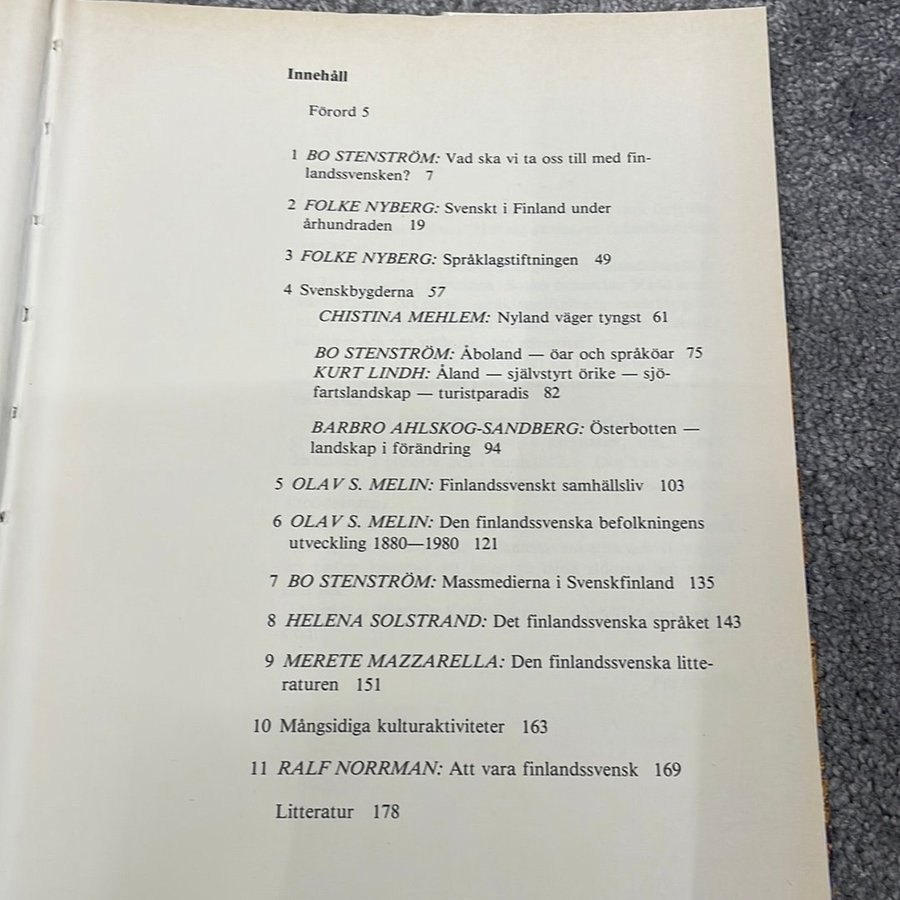 Innehåll
Förord 5
1 BO STENSTRÖM: Vad ska vi ta oss till med fin-
landssvensken? 7
2 FOLKE NYBERG: Svenskt i Finland under
århundraden 19
3 FOLKE NYBERG: Språklagstiftningen 49
4 Svenskbygderna 57
CHISTINA MEHLEM: Nyland väger tyngst 61
BO STENSTRÖM: Åboland — öar och språköar 75
KURT LINDH: Åland — självstyrt örike — sjö-
fartslandskap — turistparadis 82
BARBRO AHLSKOG-SANDBERG: Österbotten —
landskap i förändring 94
5 OLAV S. MELIN: Finlandssvenskt samhällsliv 103
6 OLAV S. MELIN: Den finlandssvenska befolkningens
utveckling 1880—1980 121
7 BO STENSTRÖM: Massmedierna i Svenskfinland 135
8 HELENA SOLSTRAND: Det finlandssvenska språket 143
9 MERETE MAZZARELLA: Den finlandssvenska litte-
raturen 151
10 Mångsidiga kulturaktiviteter 163
11 RALF NORRMAN: Att vara finlandssvensk 169
Litteratur 178